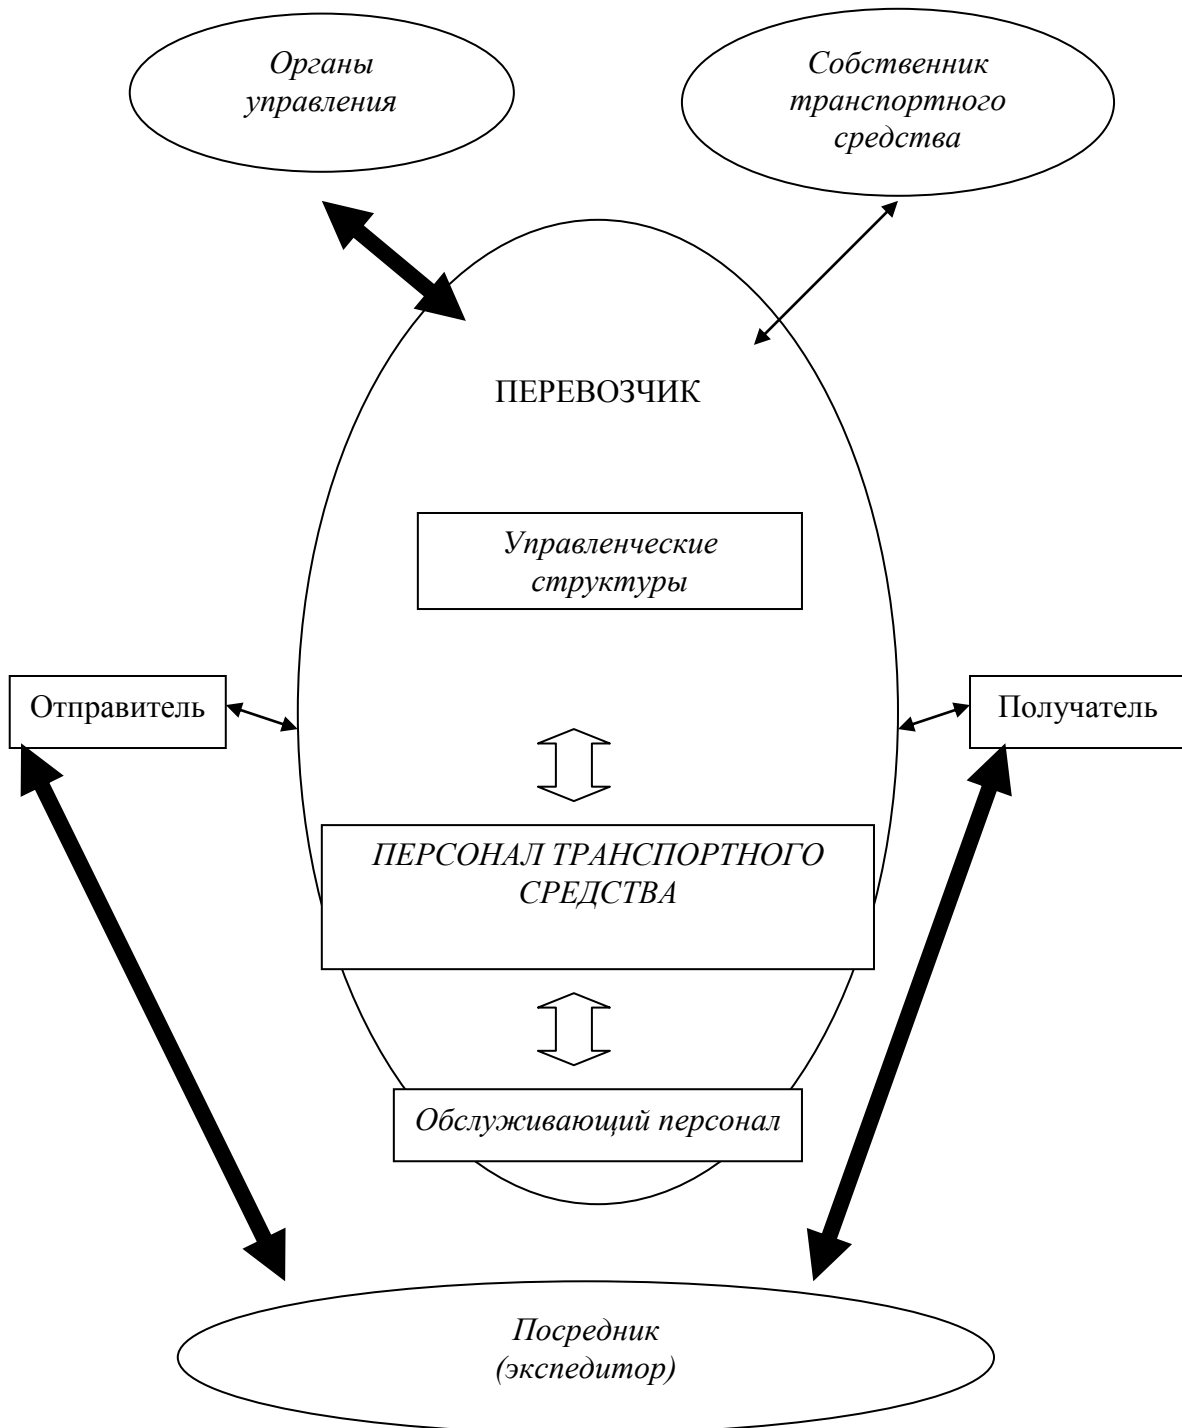 Органы
управления
Собственник
транспортного
средства
ПЕРЕВОЗЧИК
Управленческие
структуры
Отправитель
Получатель
ПЕРСОНАЛ ТРАНСПОРТНОГО
СРЕДСТВА
Обслуживающий персонал
Посредник
(экспедитор)